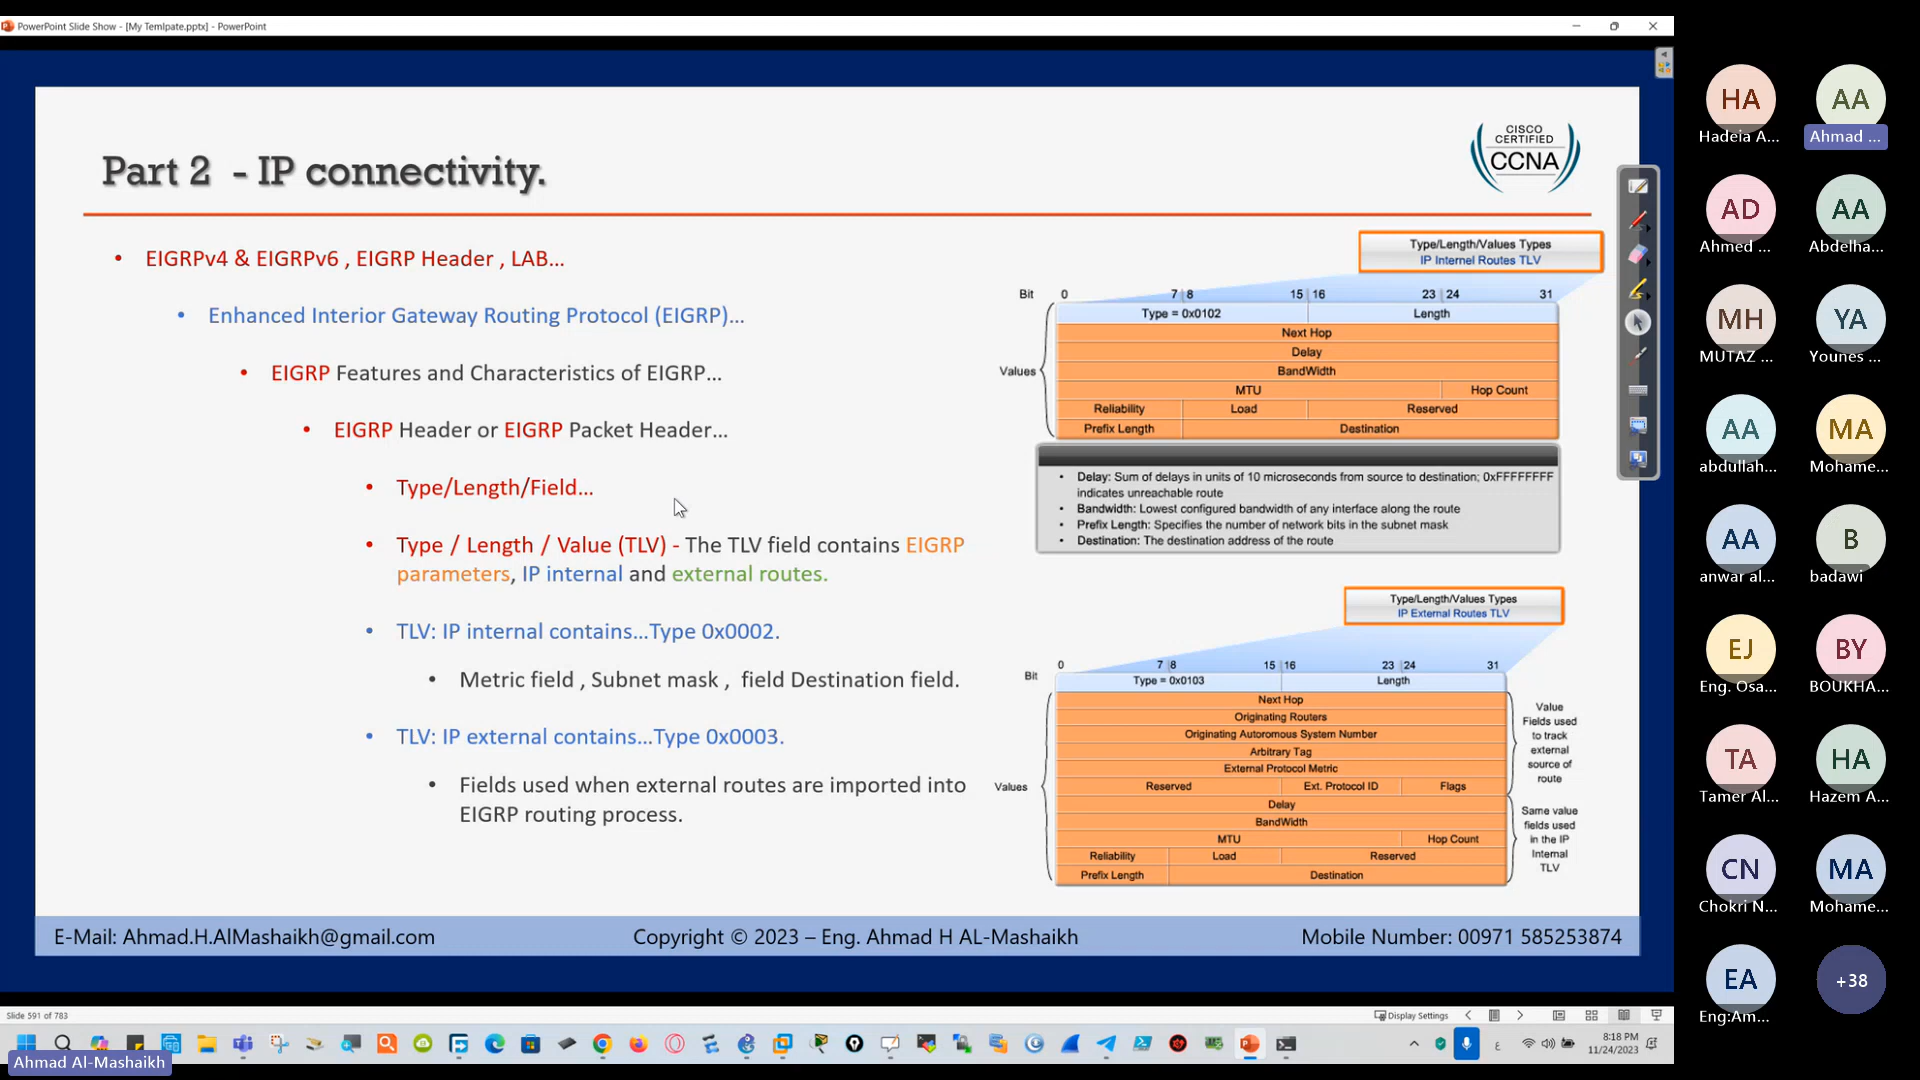 PowerPoint Slide Show - [My Temlpate.pptx] - PowerPoint
Part 2 - IP connectivity.
CISCO
CERTIFIED
CCNA
• EIGRPv4 & EIGRPv6 , EIGRP Header , LAB...
• Enhanced Interior Gateway Routing Protocol (EIGRP)...
• EIGRP Features and Characteristics of EIGRP...
• EIGRP Header or EIGRP Packet Header...
• Type/Length/Field...
• Type / Length / Value (TLV) - The TLV field contains EIGRP
parameters, IP internal and external routes.
• TLV: IP internal contains...Type 0x0002.
• Metric field , Subnet mask , field Destination field.
• TLV: IP external contains...Type 0x0003.
• Fields used when external routes are imported into
EIGRP routing process.
Type/Length/Values Types
IP Internal Routes TLV
Bit 0 7 8 15 16 23 24 31
Type = 0x0102 Length
Next Hop
Delay
Values
BandWidth
MTU Hop Count
Reliability Load Reserved
Prefix Length Destination
• Delay: Sum of delays in units of 10 microseconds from source to destination; 0xFFFFFFFF
indicates unreachable route
• Bandwidth: Lowest configured bandwidth of any interface along the route
• Prefix Length: Specifies the number of network bits in the subnet mask
• Destination: The destination address of the route
Type/Length/Values Types
IP External Routes TLV
Bit 0 7 8 15 16 23 24 31
Type = 0x0103 Length
Next Hop
Originating Routers
Originating Autoromous System Number
Arbitrary Tag
External Protocol Metric
Values
Reserved Ext. Protocol ID Flags
Delay
BandWidth
MTU Hop Count
Reliability Load Reserved
Prefix Length Destination
Value
Fields used
to track
external
source of
route
Same value
fields used
in the IP
Internal
TLV
E-Mail: Ahmad.H.AlMashaikh@gmail.com Copyright © 2023 – Eng. Ahmad H AL-Mashaikh Mobile Number: 00971 585253874
Slide 591 of 783 Display Settings
Ahmad Al-Mashaikh
ع
8:18 PM
11/24/2023
HA AA
Hadeia A... Ahmad ...
AD AA
Ahmed ... Abdelha...
MH YA
MUTAZ ... Younes ...
AA MA
abdullah... Mohame...
AA B
anwar al... badawi
EJ BY
Eng. Osa... BOUKHA...
TA HA
Tamer Al... Hazem A...
CN MA
Chokri N... Mohame...
EA +38
Eng:Am...